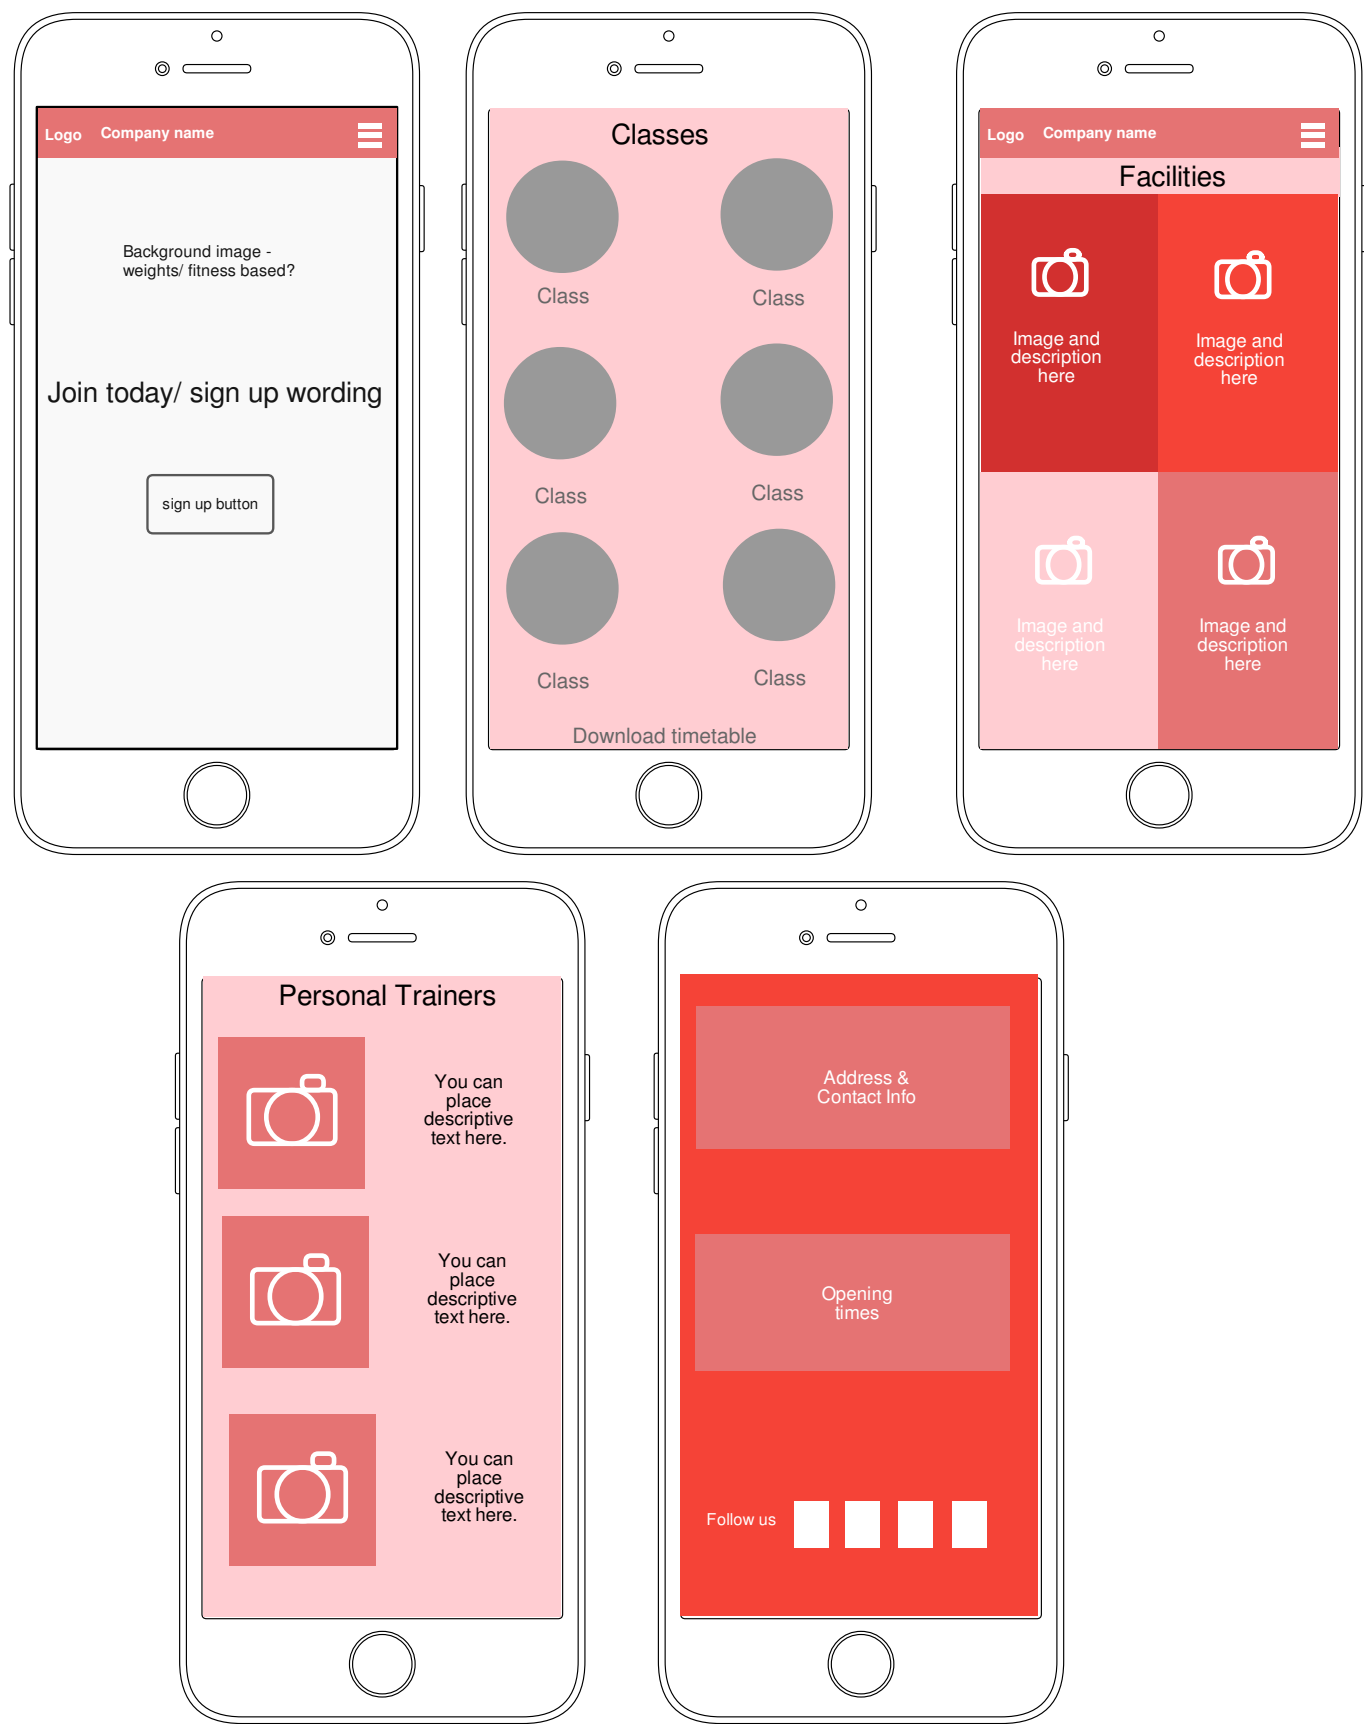 Logo Company name
Background image -
weights/ fitness based?
Join today/ sign up wording
sign up button
Classes
Class
Class
Class
Class
Class
Class
Download timetable
Logo Company name
Facilities
Image and
description
here
Image and
description
here
Image and
description
here
Image and
description
here
Personal Trainers
You can
place
descriptive
text here.
You can
place
descriptive
text here.
You can
place
descriptive
text here.
Address &
Contact Info
Opening
times
Follow us